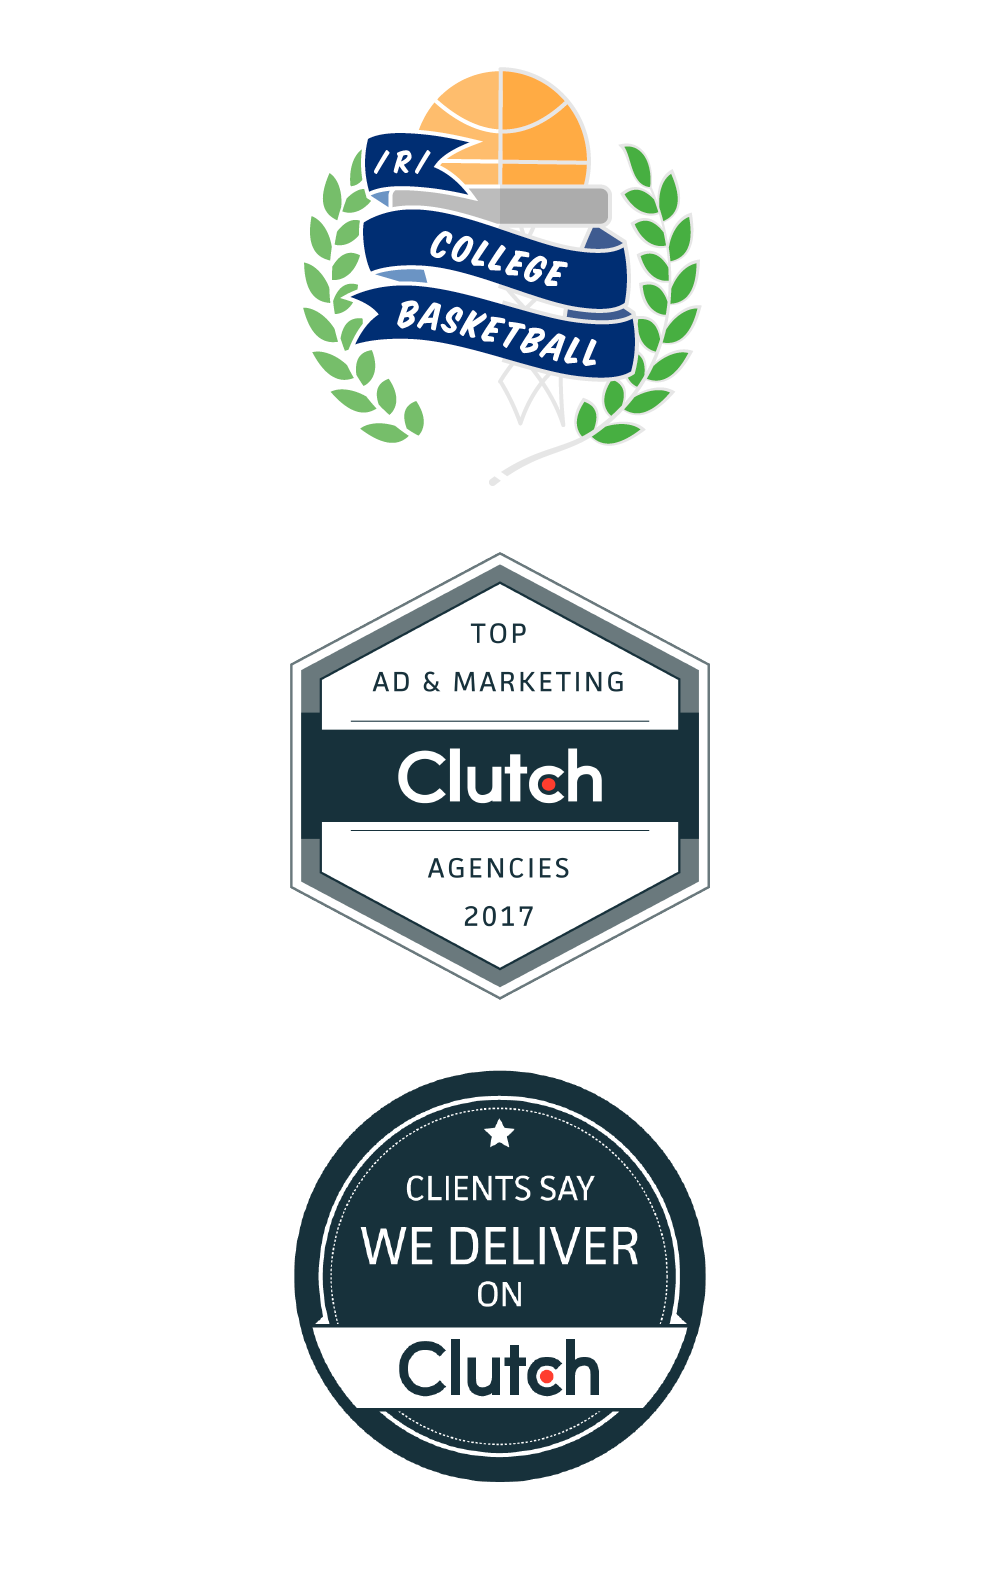 /R/
COLLEGE
BASKETBALL
TOP
AD & MARKETING
Clutch
AGENCIES
2017
CLIENTS SAY
WE DELIVER
ON
Clutch